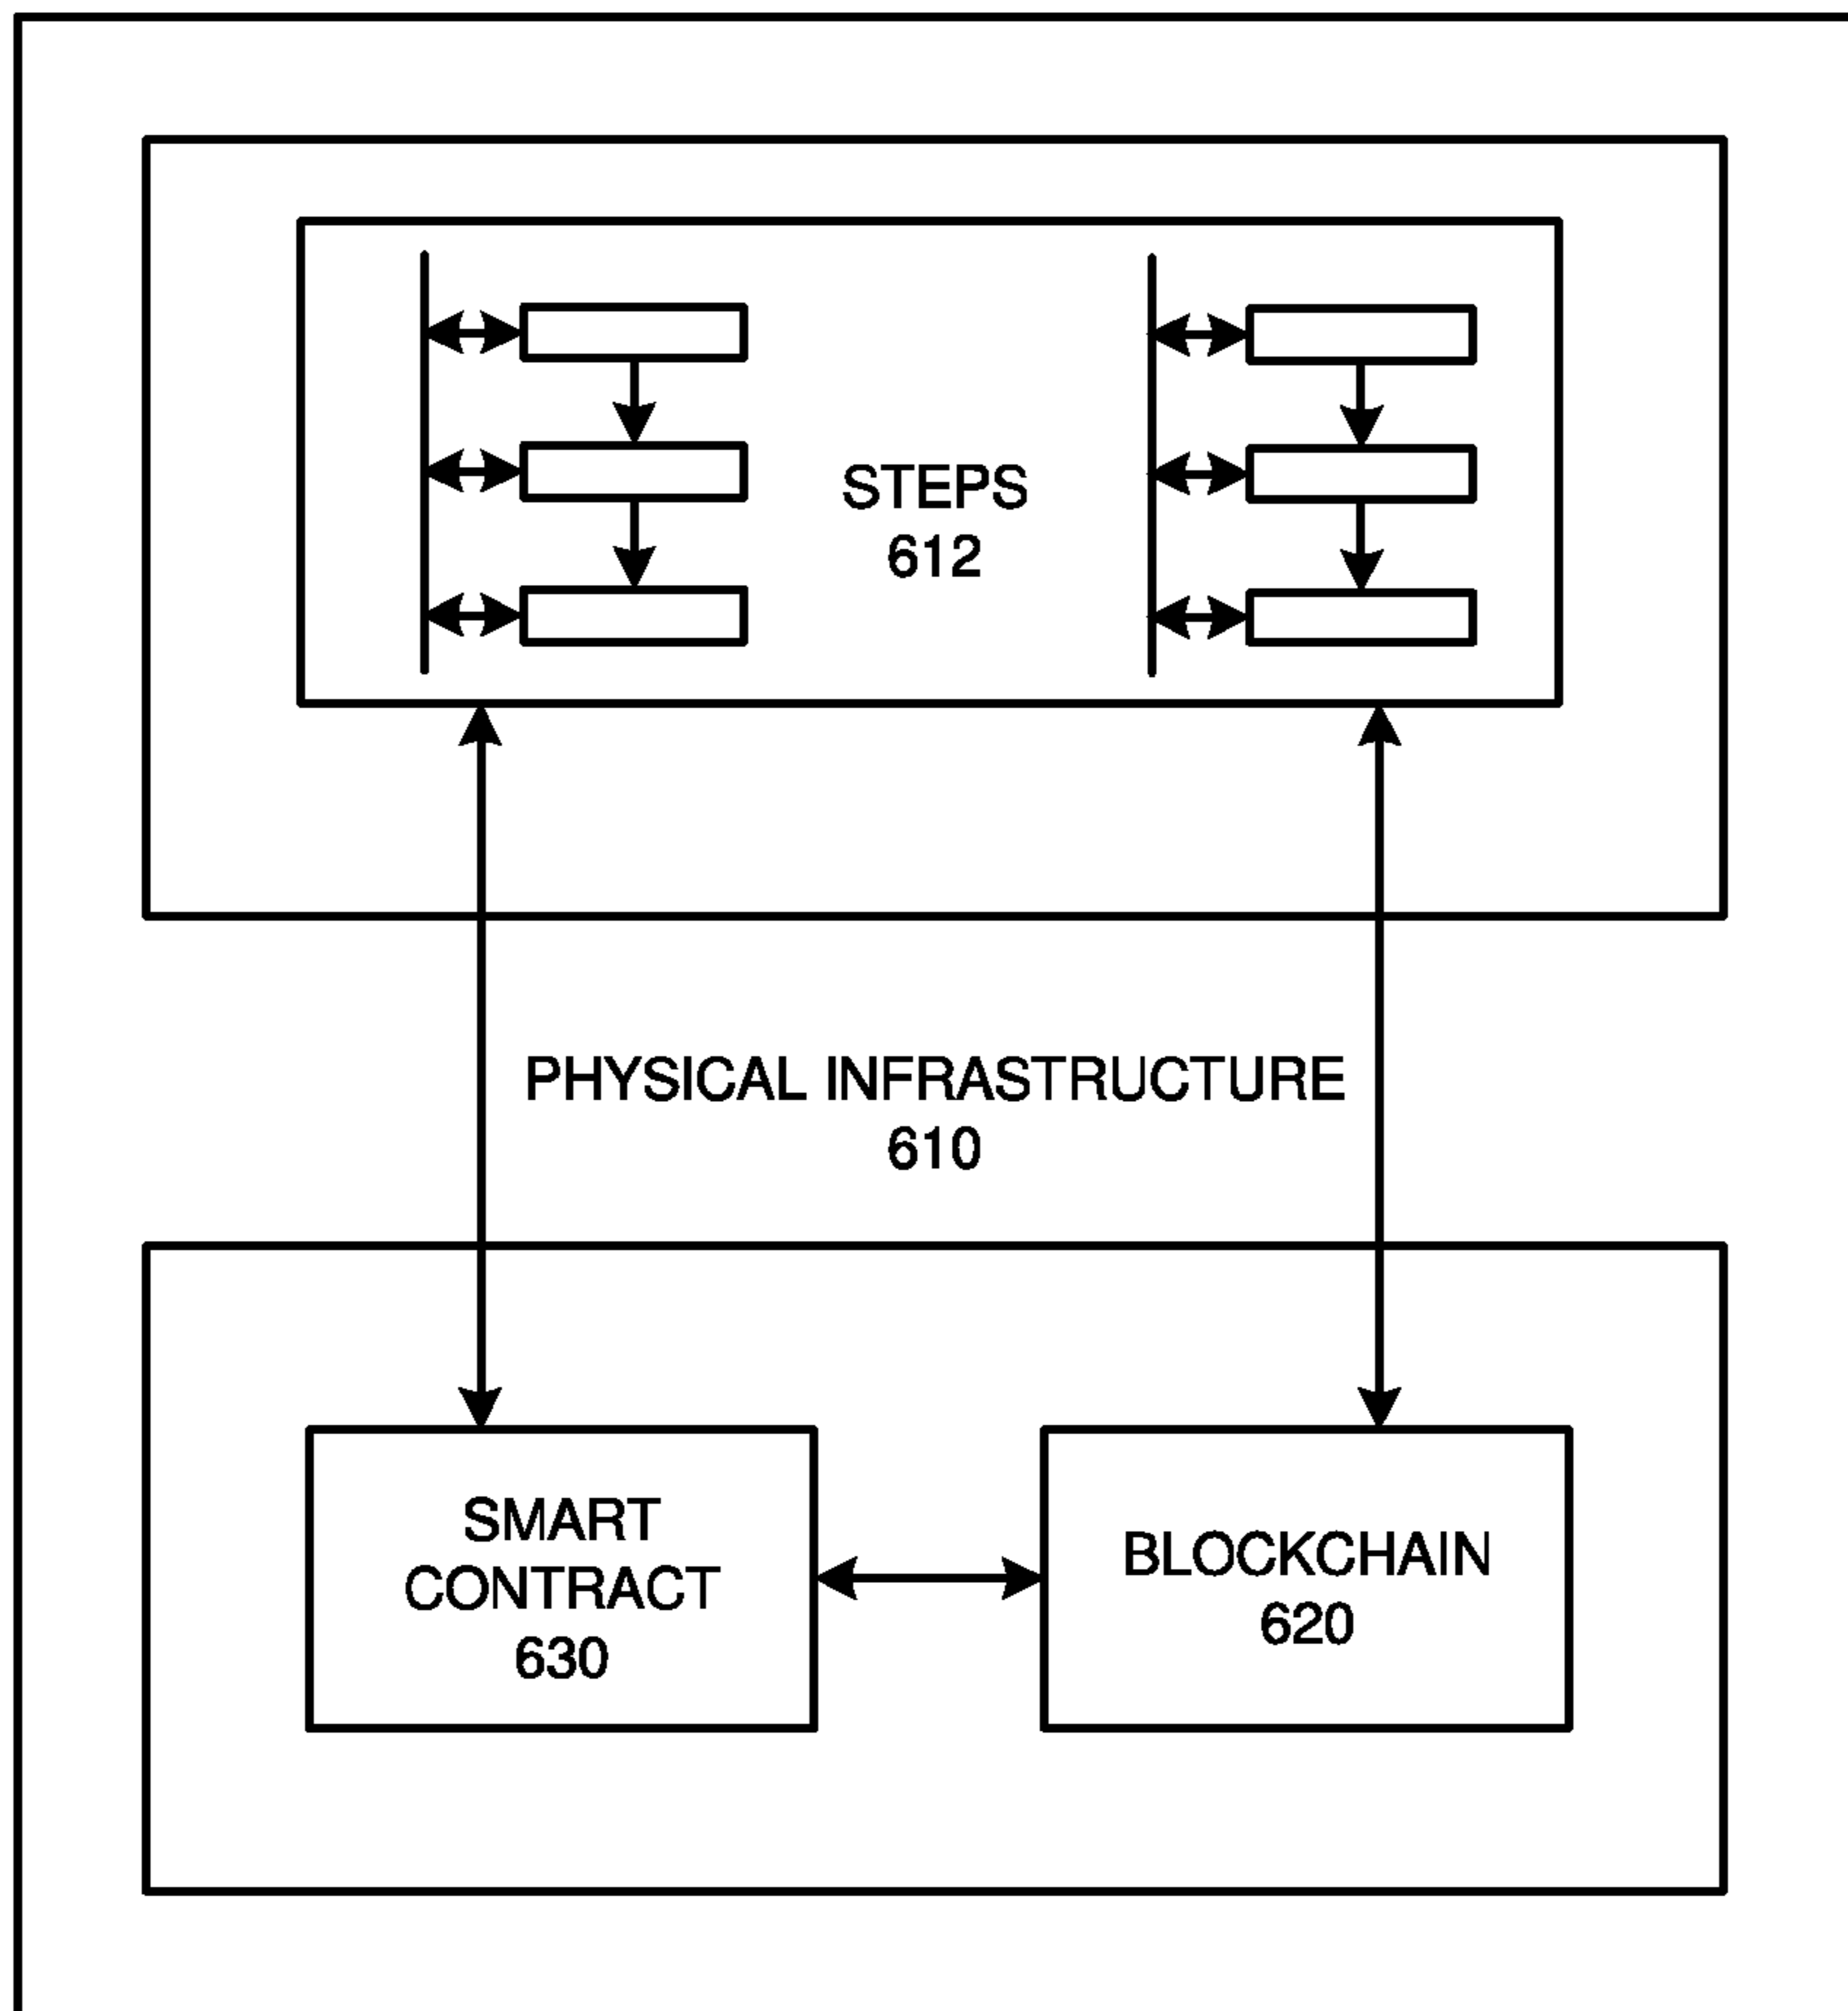 STEPS
612
PHYSICAL INFRASTRUCTURE
610
SMART
CONTRACT
630
BLOCKCHAIN
620